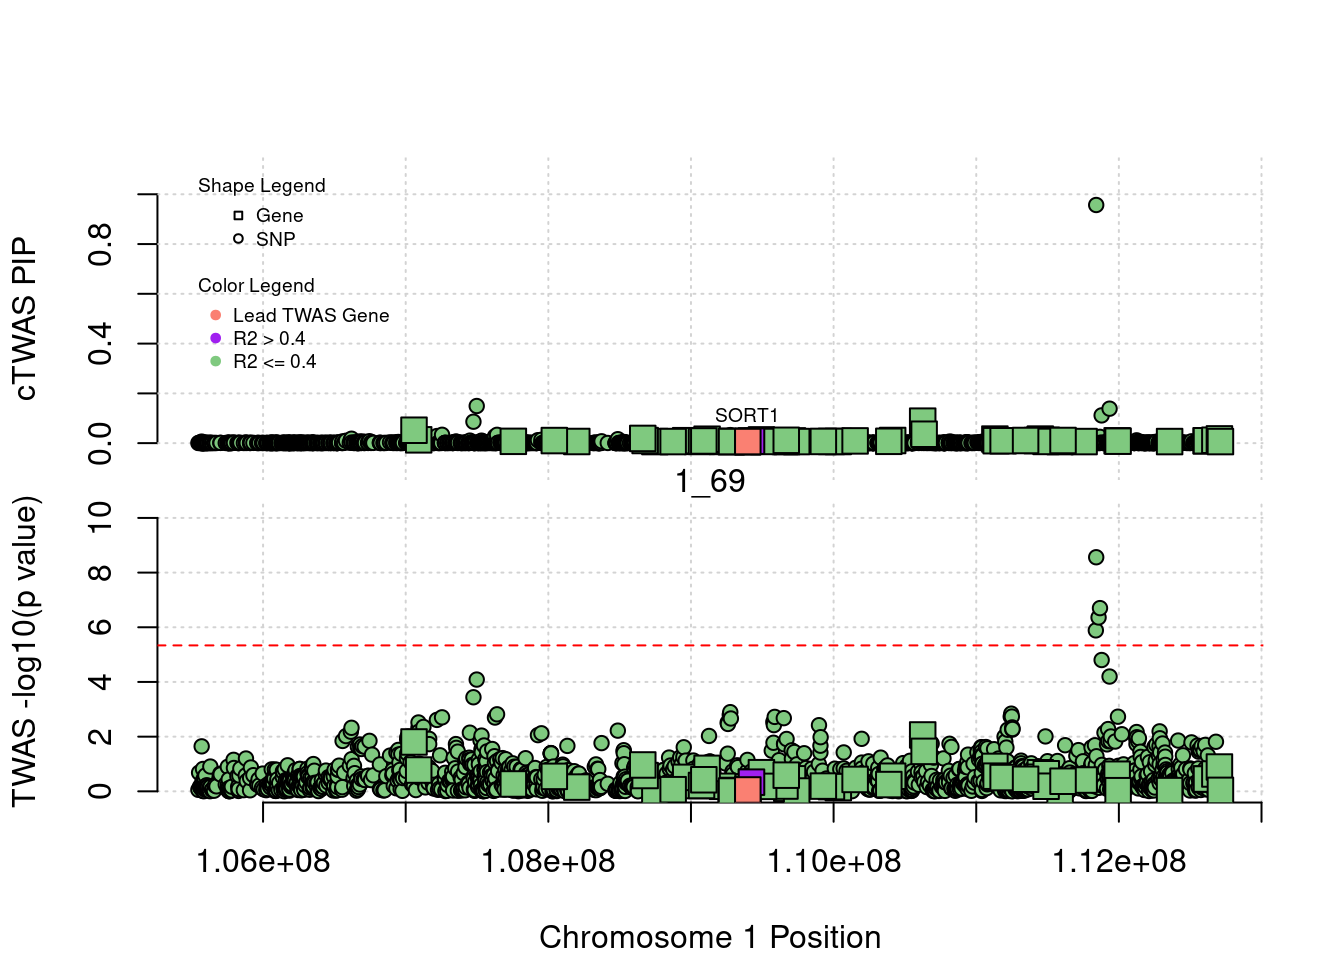 Shape Legend
Gene
SNP
Color Legend
Lead TWAS Gene
R2 > 0.4
R2 <= 0.4
cTWAS PIP
0.8
0.4
0.0
SORT1
1_69
TWAS -log10(p value)
10
8
6
4
2
0
1.06e+08 1.08e+08 1.10e+08 1.12e+08
Chromosome 1 Position